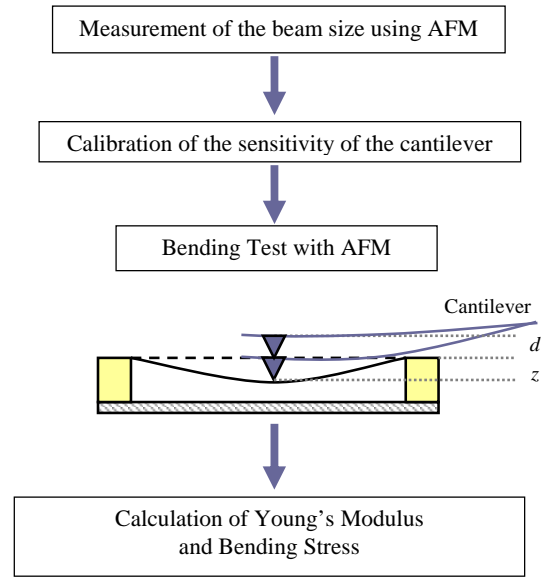 Measurement of the beam size using AFM
Calibration of the sensitivity of the cantilever
Bending Test with AFM
Cantilever
d
z
Calculation of Young’s Modulus
and Bending Stress